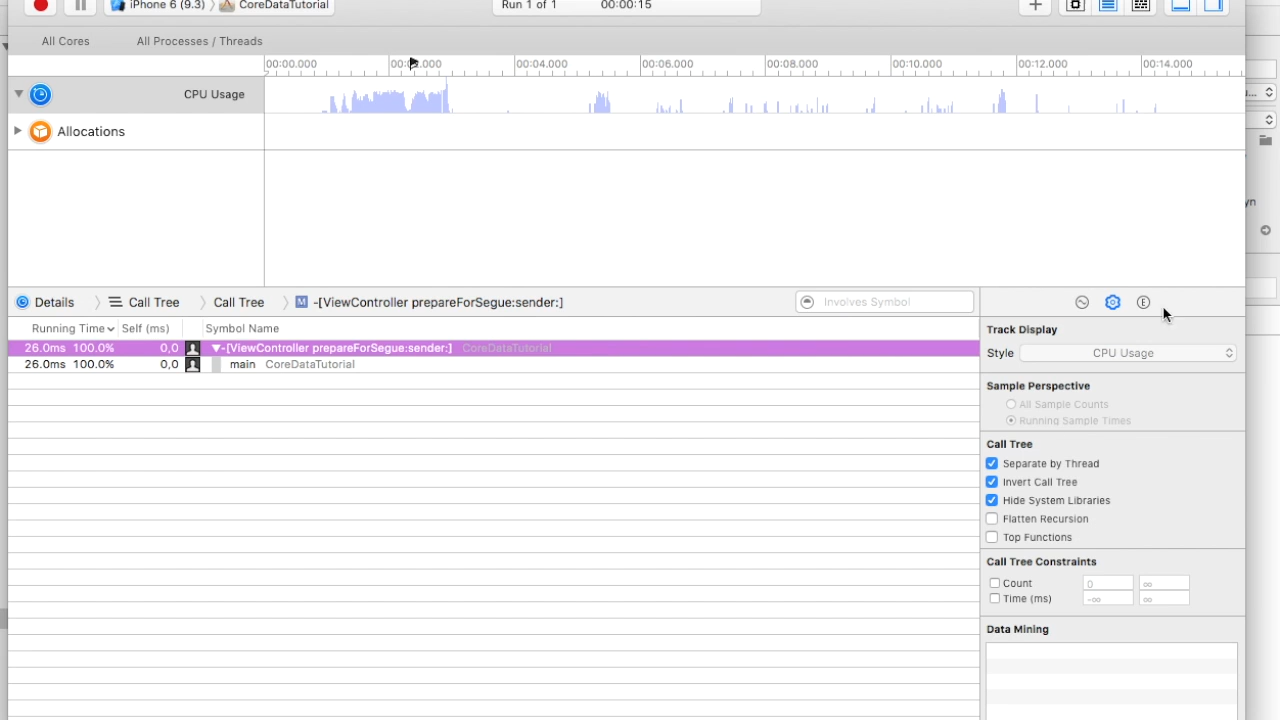 iPhone 6 (9.3) CoreDataTutorial Run 1 of 1 00:00:15
All Cores All Processes / Threads
00:00.000 00:04.000 00:06.000 00:08.000 00:10.000 00:12.000 00:14.000
CPU Usage
Allocations
Details Call Tree Call Tree M -[ViewController prepareForSegue:sender:] Involves Symbol E
Running Time Self (ms) Symbol Name
26.0ms 100.0% 0,0 -[ViewController prepareForSegue:sender:] CoreDataTutorial
26.0ms 100.0% 0,0 main CoreDataTutorial
Track Display
Style CPU Usage
Sample Perspective
All Sample Counts
Running Sample Times
Call Tree
Separate by Thread
Invert Call Tree
Hide System Libraries
Flatten Recursion
Top Functions
Call Tree Constraints
Count 0 ∞
Time (ms) -∞ ∞
Data Mining